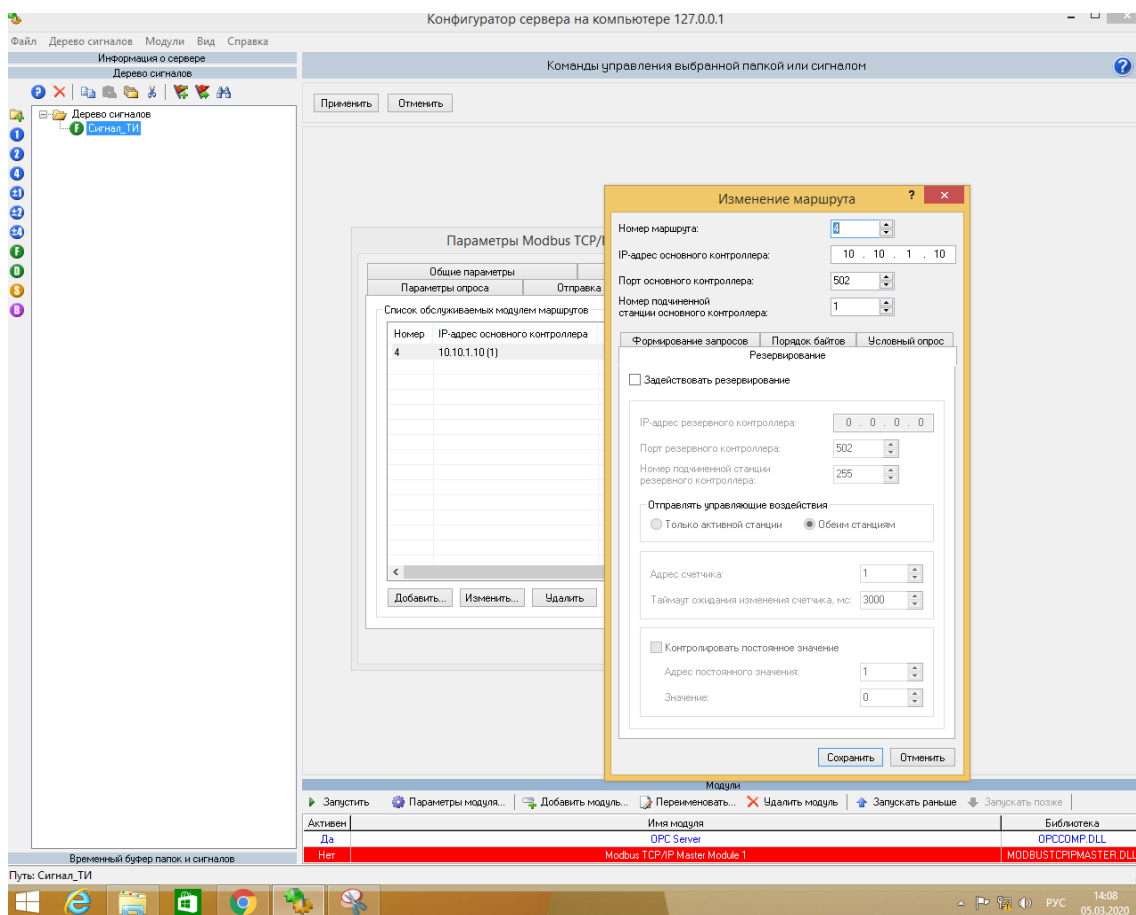 Конфигуратор сервера на компьютере 127.0.0.1
Файл Дерево сигналов Модули Вид Справка
Информация о сервере
Дерево сигналов
Команды управления выбранной папкой или сигналом
Применить Отменить
Дерево сигналов
Сигнал_ТИ
1
2
4
±1
±2
±4
F
D
S
B
Параметры Modbus TCP/I
Общие параметры
Параметры опроса Отправка
Список обслуживаемых модулем маршрутов
Номер IP-адрес основного контроллера
4 10.10.1.10 (1)
Добавить... Изменить... Удалить
Изменение маршрута ?
Номер маршрута: 4
IP-адрес основного контроллера: 10 . 10 . 1 . 10
Порт основного контроллера: 502
Номер подчиненной
станции основного контроллера: 1
Формирование запросов Порядок байтов Условный опрос
Резервирование
Задействовать резервирование
IP-адрес резервного контроллера: 0 . 0 . 0 . 0
Порт резервного контроллера: 502
Номер подчиненной станции
резервного контроллера: 255
Отправлять управляющие воздействия
Только активной станции Обеим станциям
Адрес счетчика: 1
Таймаут ожидания изменения счетчика, мс: 3000
Контролировать постоянное значение
Адрес постоянного значения: 1
Значение: 0
Сохранить Отменить
Модули
Запустить Параметры модуля... Добавить модуль... Переименовать... Удалить модуль Запускать раньше Запускать позже
Активен Имя модуля Библиотека
Да OPC Server OPCCOMP.DLL
Нет Modbus TCP/IP Master Module 1 MODBUSTCPIPMASTER.DLL
Временный буфер папок и сигналов
Путь: Сигнал_ТИ
РУС 14:08
05.03.2020